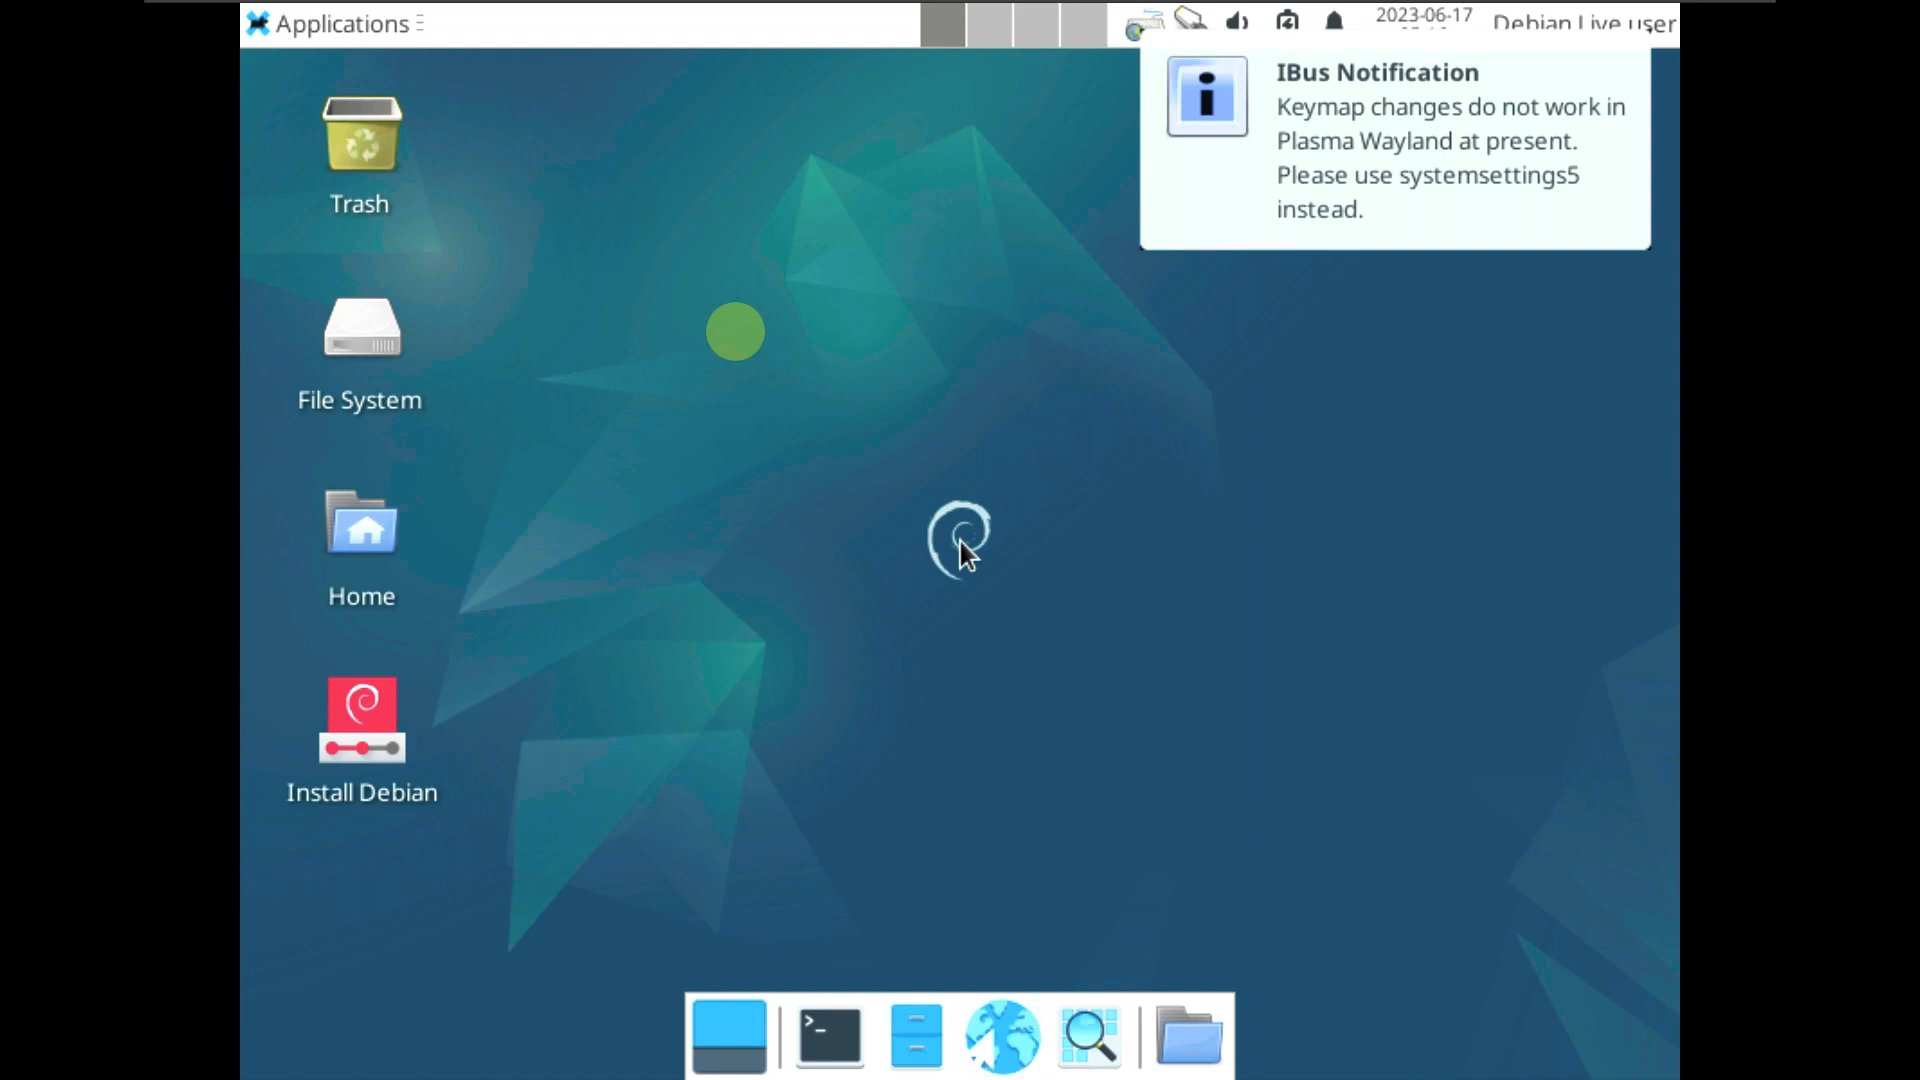 Applications
2023-06-17
Debian Live user
IBus Notification
Keymap changes do not work in
Plasma Wayland at present.
Please use systemsettings5
instead.
Trash
File System
Home
Install Debian
>_